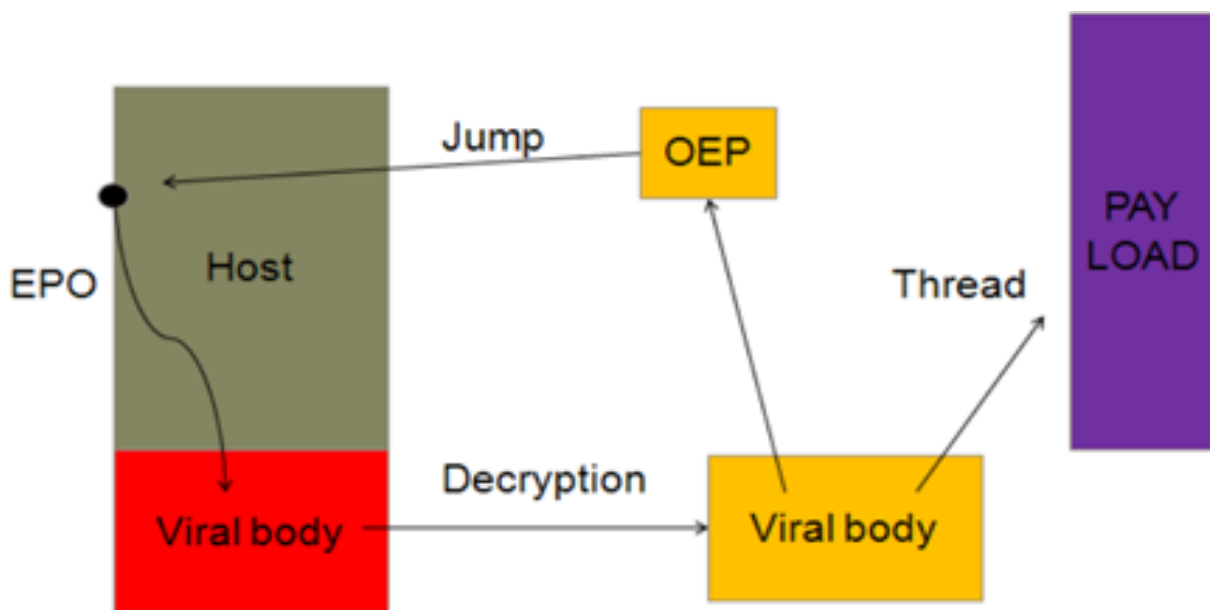 Jump
OEP
PAY
LOAD
EPO
Host
Thread
Decryption
Viral body
Viral body